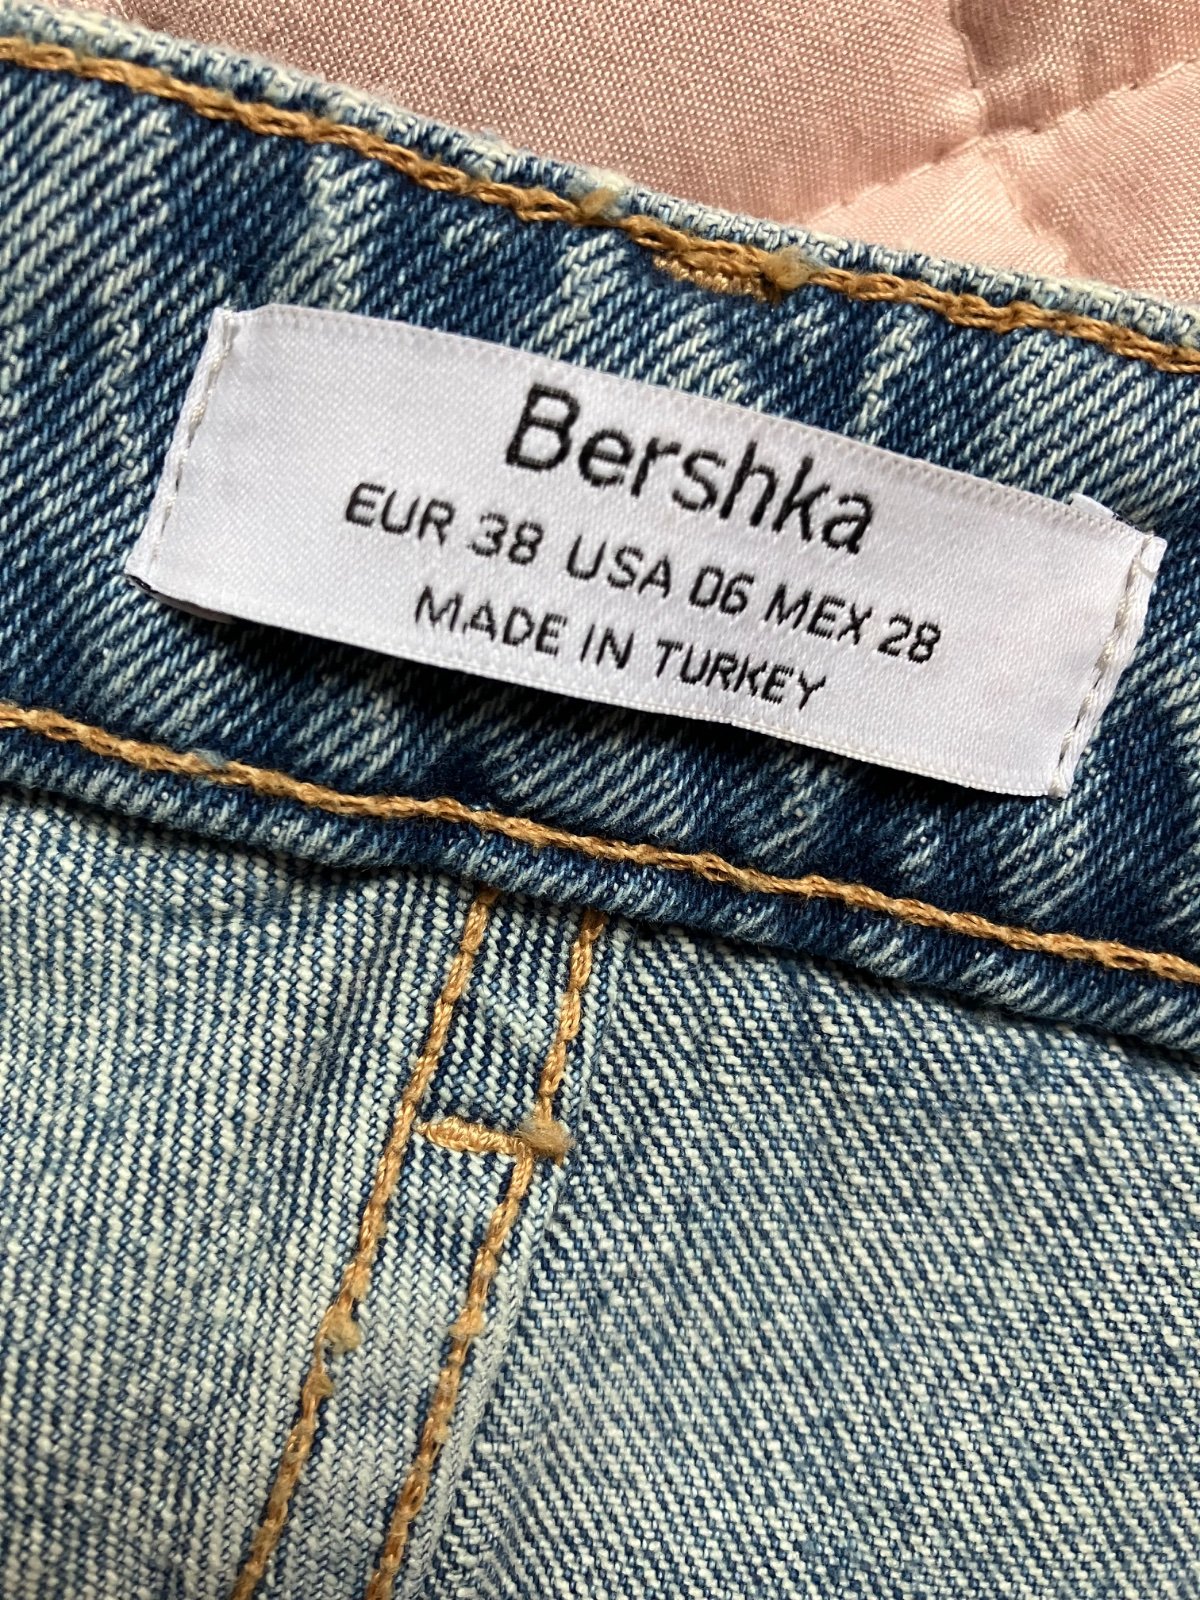 Bershka
EUR 38 USA 06 MEX 28
MADE IN TURKEY